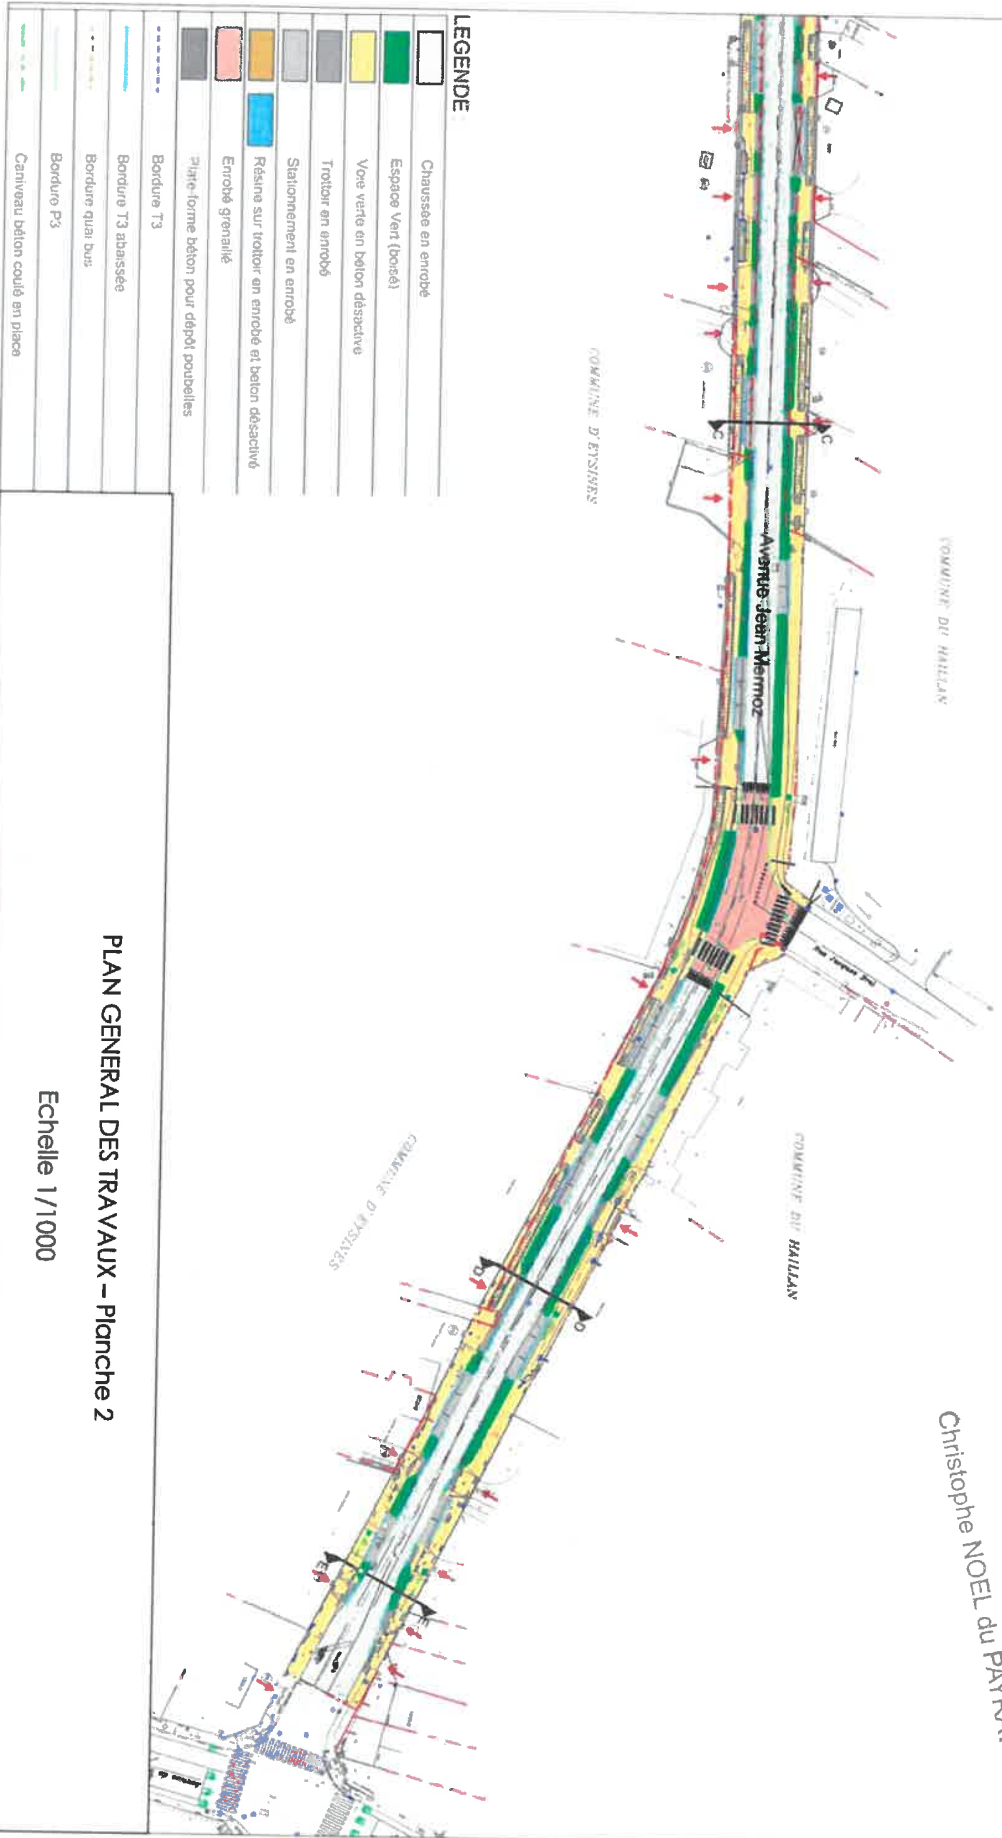 LEGENDE
Chaussée en enrobé
Espace Vert (boisé)
Voie verte en béton désactivé
Trottoir en enrobé
Stationnement en enrobé
Résine sur trottoir en enrobé et béton désactivé
Enrobé grenaillé
Plate-forme béton pour dépôt poubelles
Bordure T3
Bordure T3 abaissée
Bordure quai bus
Bordure P3
Caniveau béton coulé en place
COMMUNE D'EYSINES
COMMUNE DU HAILLAN
Avenue Jean Mermoz
C
C
Rue Jacques Brel
COMMUNE DU HAILLAN
COMMUNE D'EYSINES
D
D
E
E
Christophe NOEL du
PLAN GENERAL DES TRAVAUX – Planche 2
Echelle 1/1000